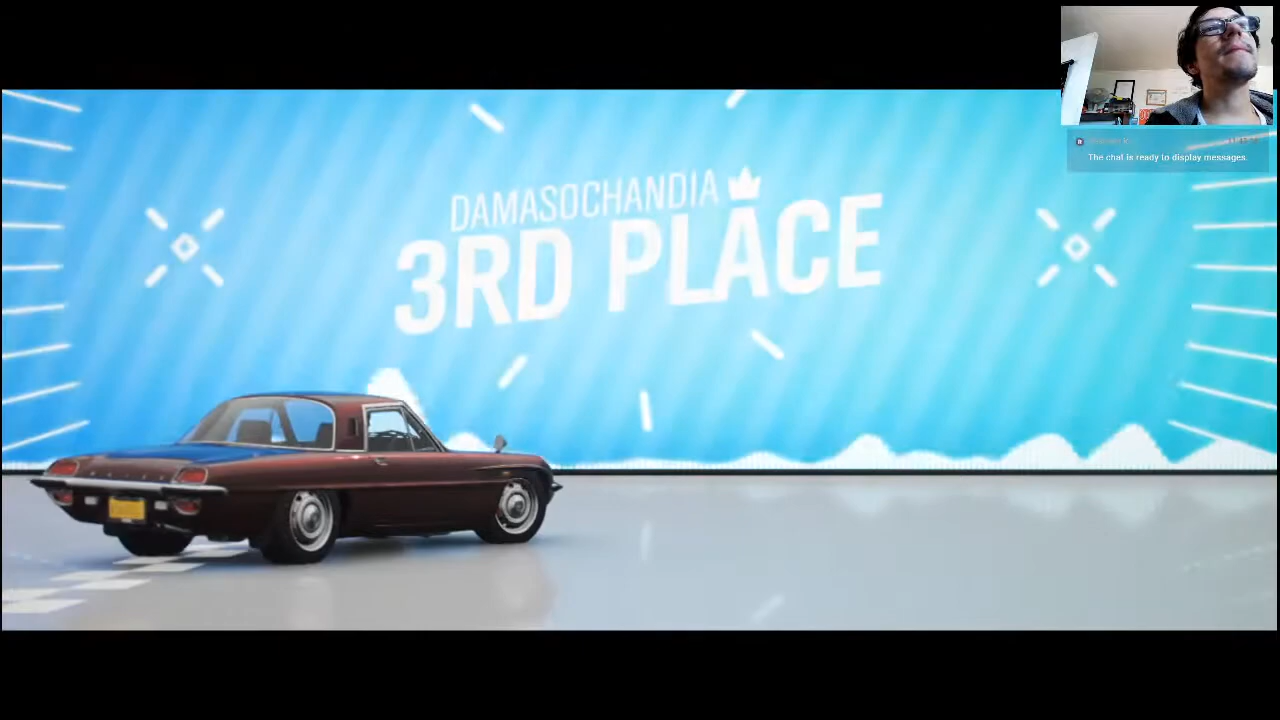 DAMASOCHANDIA
3RD PLACE
The chat is ready to display messages.